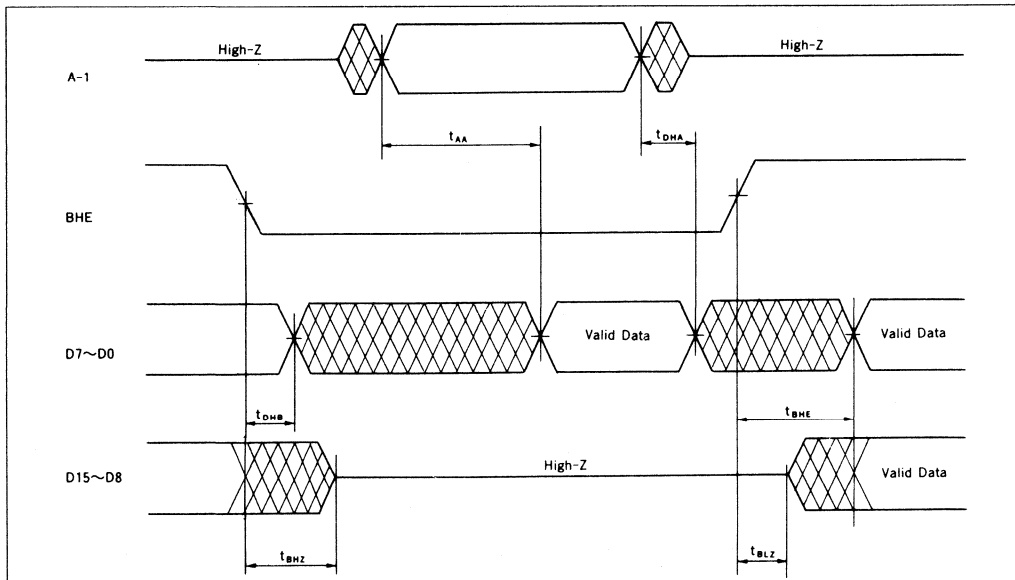 High-Z
High-Z
A-1
tAA
tDHA
BHE
Valid Data
Valid Data
D7~D0
tDHB
tBHE
High-Z
D15~D8
Valid Data
tBHZ
tBLZ